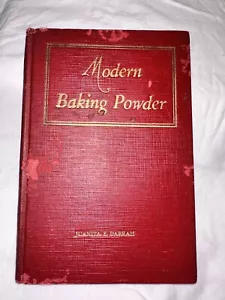 Modern
Baking Powder
JUANITA E. DARRAH